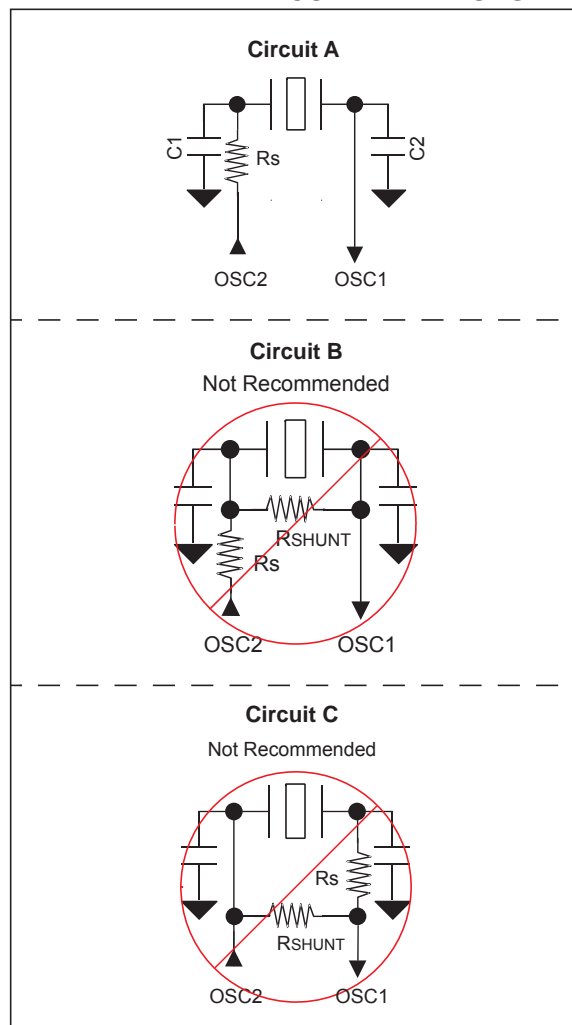 Circuit A
C1
Rs
C2
OSC2 OSC1
Circuit B
Not Recommended
RSHUNT
Rs
OSC2 OSC1
Circuit C
Not Recommended
Rs
RSHUNT
OSC2 OSC1